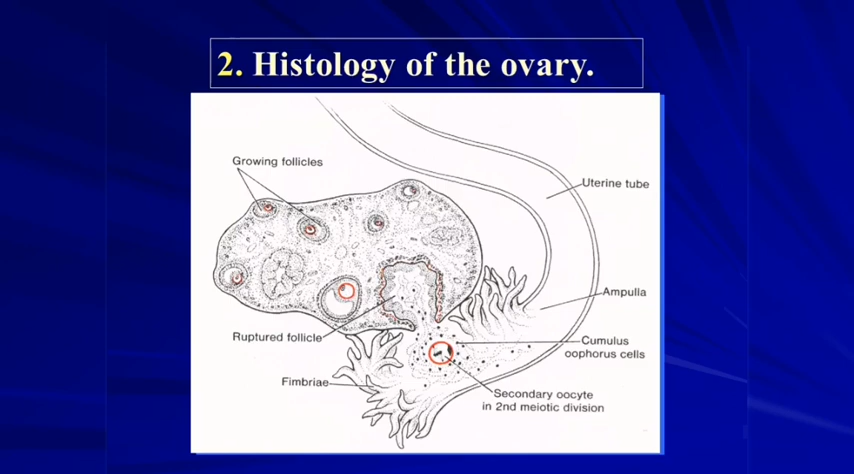 2. Histology of the ovary.
Growing follicles
Uterine tube
Ampulla
Ruptured follicle
Cumulus
oophorus cells
Fimbriae
Secondary oocyte
in 2nd meiotic division